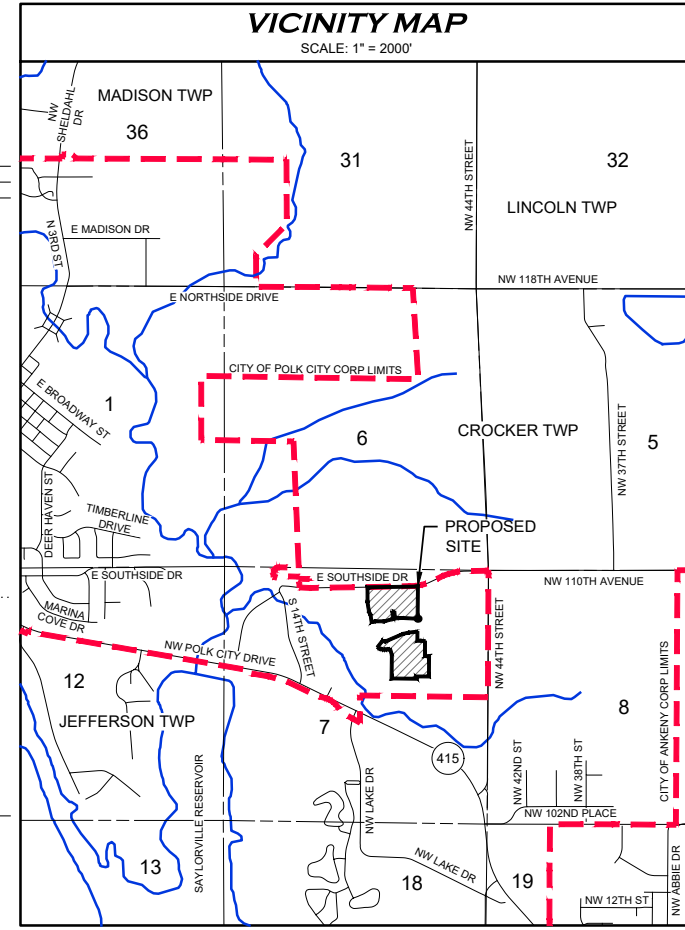 VICINITY MAP
SCALE: 1" = 2000'
MADISON TWP
36
31
32
NW
SHELDAHL
DR
NW 44TH STREET
LINCOLN TWP
N 3RD ST
E MADISON DR
NW 118TH AVENUE
E NORTHSIDE DRIVE
CITY OF POLK CITY CORP LIMITS
E BROADWAY ST
1
6
CROCKER TWP
NW 37TH STREET
5
DEER HAVEN ST
TIMBERLINE
DRIVE
PROPOSED
SITE
E SOUTHSIDE DR
E SOUTHSIDE DR
NW 110TH AVENUE
MARINA
COVE DR
S 14TH STREET
NW 44TH STREET
NW POLK CITY DRIVE
12
JEFFERSON TWP
7
8
CITY OF ANKENY CORP LIMITS
415
NW 42ND ST
NW 38TH ST
SAYLORVILLE RESERVOIR
NW LAKE DR
NW 102ND PLACE
13
NW LAKE DR
18
19
NW ABBIE DR
NW 12TH ST